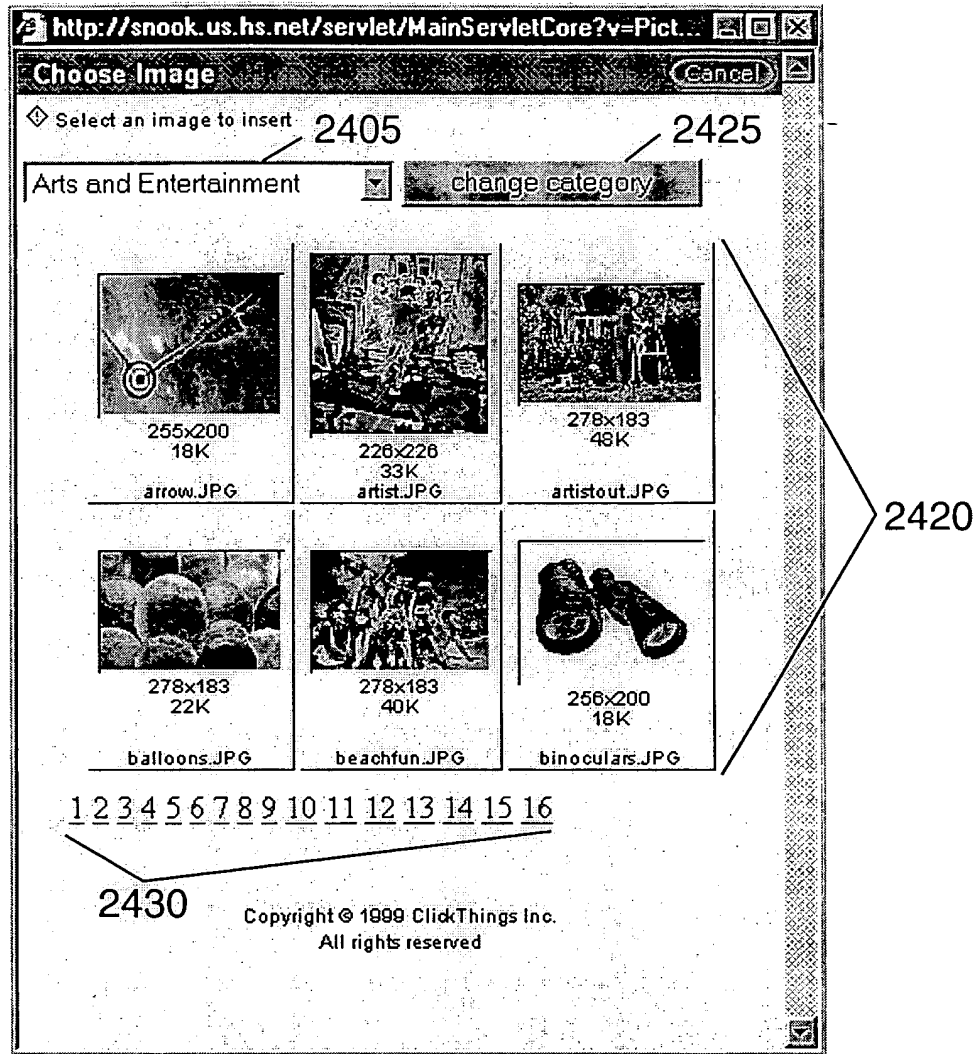 http://snook.us.hs.net/servlet/MainServletCore?v=Pict...
Choose Image
Cancel
Select an image to insert
2405
2425
Arts and Entertainment
change category
255x200
18K
arrow.JPG
226x226
33K
artist.JPG
278x183
48K
artistout.JPG
2420
278x183
22K
balloons.JPG
278x183
40K
beachfun.JPG
256x200
18K
binoculars.JPG
1 2 3 4 5 6 7 8 9 10 11 12 13 14 15 16
2430
Copyright © 1999 ClickThings Inc.
All rights reserved